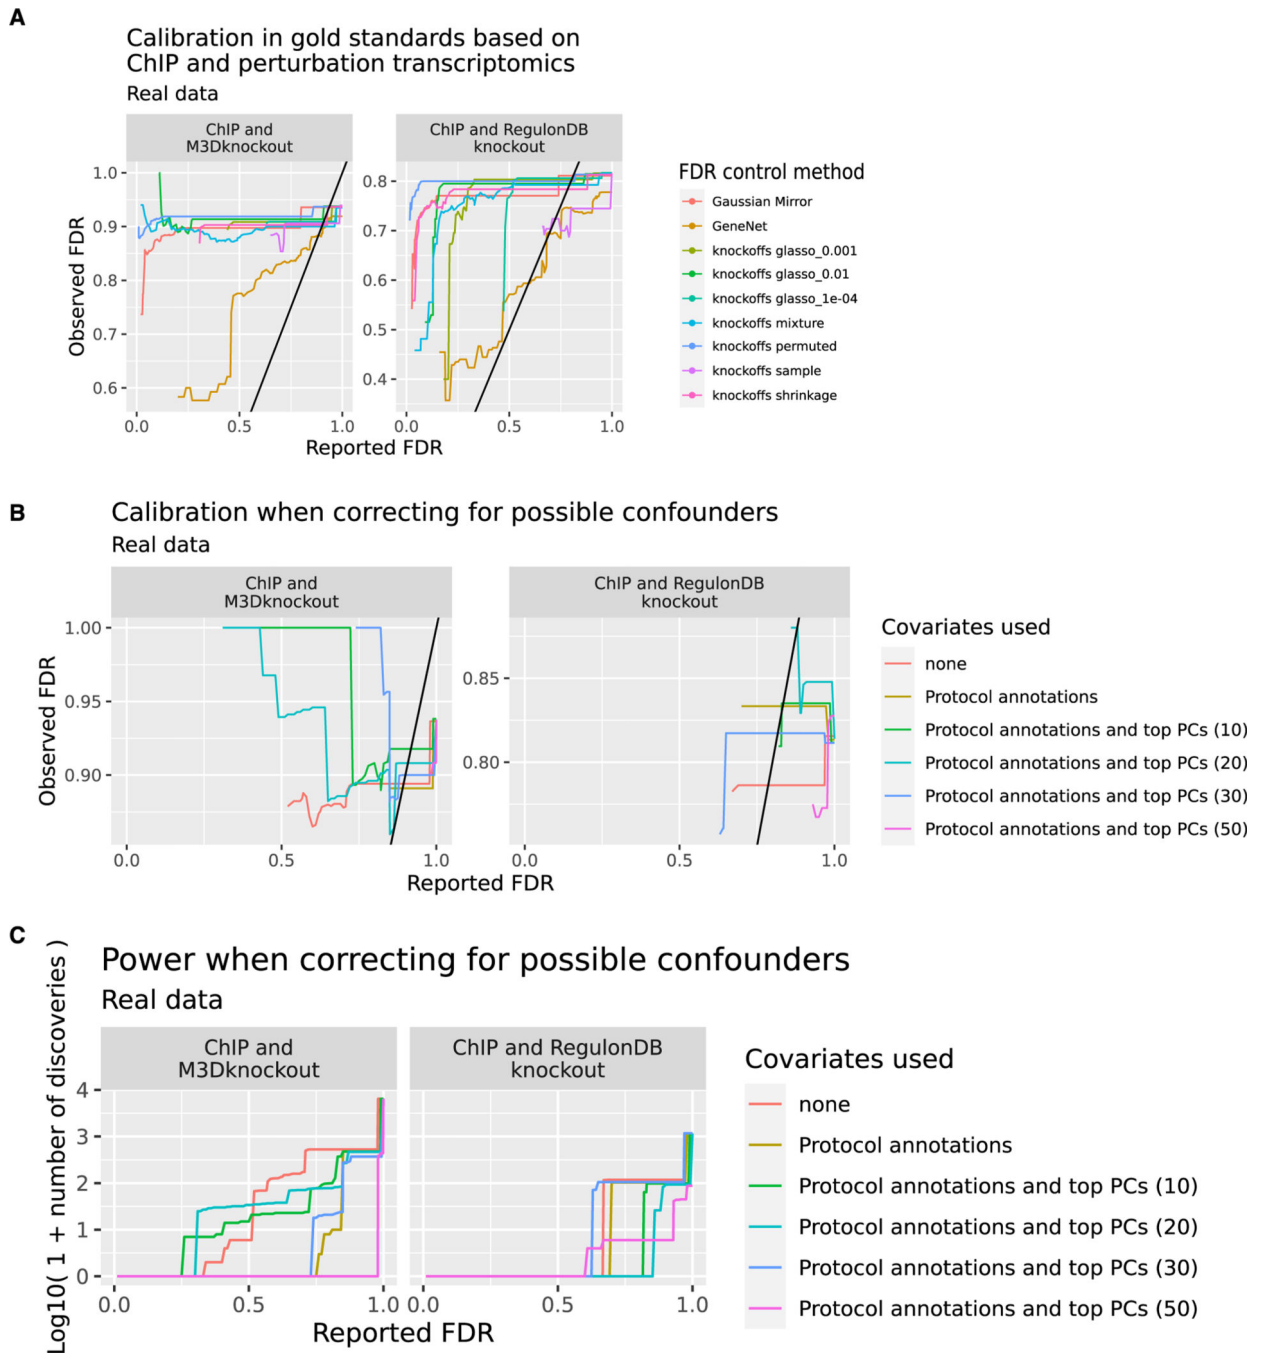 A
Calibration in gold standards based on
ChIP and perturbation transcriptomics
Real data
ChIP and
M3Dknockout
ChIP and RegulonDB
knockout
Observed FDR
1.0
0.9
0.8
0.7
0.6
0.8
0.7
0.6
0.5
0.4
0.0 0.5 1.0
0.0 0.5 1.0
Reported FDR
FDR control method
Gaussian Mirror
GeneNet
knockoffs glasso_0.001
knockoffs glasso_0.01
knockoffs glasso_1e-04
knockoffs mixture
knockoffs permuted
knockoffs sample
knockoffs shrinkage
B
Calibration when correcting for possible confounders
Real data
ChIP and
M3Dknockout
ChIP and RegulonDB
knockout
Observed FDR
1.00
0.95
0.90
0.85
0.80
0.0 0.5 1.0
0.0 0.5 1.0
Reported FDR
Covariates used
none
Protocol annotations
Protocol annotations and top PCs (10)
Protocol annotations and top PCs (20)
Protocol annotations and top PCs (30)
Protocol annotations and top PCs (50)
C
Power when correcting for possible confounders
Real data
ChIP and
M3Dknockout
ChIP and RegulonDB
knockout
Log10( 1 + number of discoveries )
4
3
2
1
0
0.0 0.5 1.0
0.0 0.5 1.0
Reported FDR
Covariates used
none
Protocol annotations
Protocol annotations and top PCs (10)
Protocol annotations and top PCs (20)
Protocol annotations and top PCs (30)
Protocol annotations and top PCs (50)